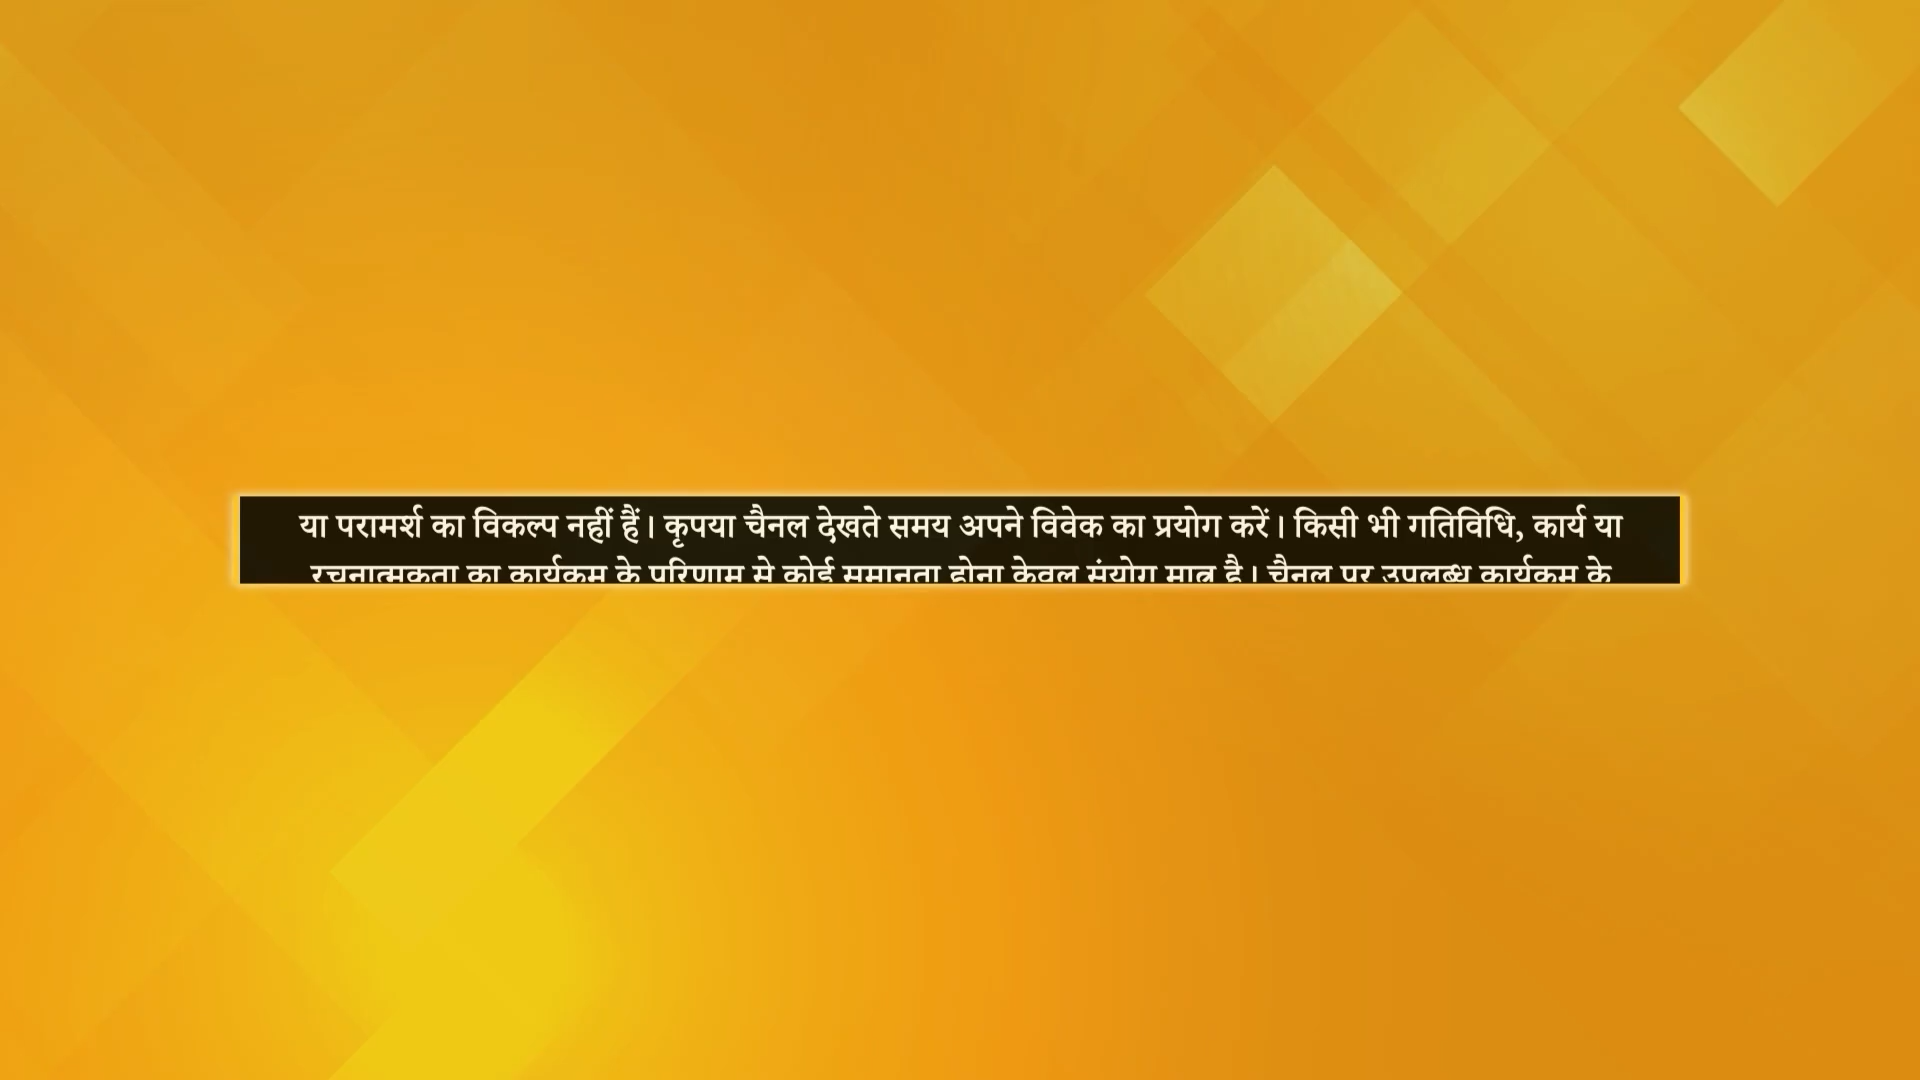 या परामर्श का विकल्प नहीं हैं। कृपया चैनल देखते समय अपने विवेक का प्रयोग करें। किसी भी गतिविधि, कार्य या
रचनात्मकता का कार्यक्रम के परिणाम से कोई समानता होना केवल संयोग मात्र है। चैनल पर उपलब्ध कार्यक्रम के